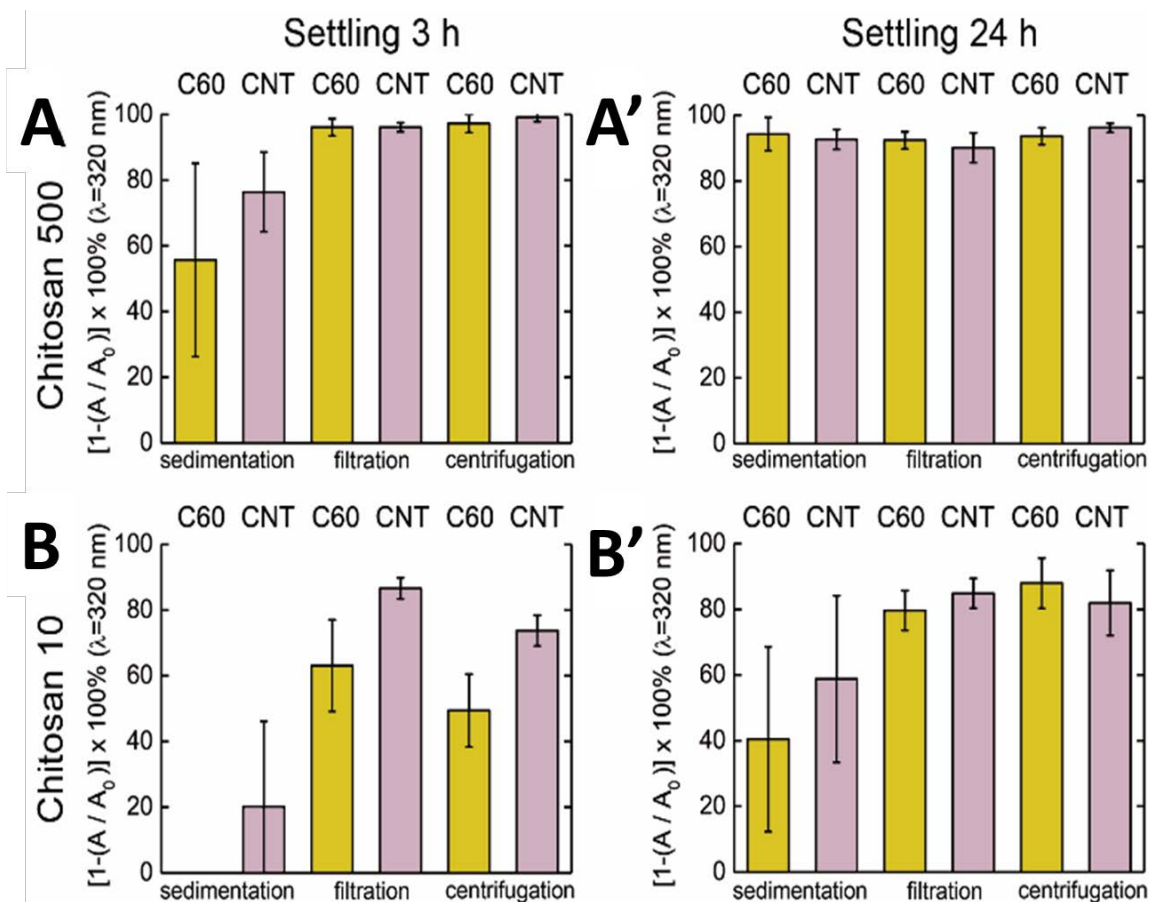 Settling 3 h
Settling 24 h
A
C60 CNT C60 CNT C60 CNT
Chitosan 500
[1-(A / A₀ )] x 100% (λ=320 nm)
100
80
60
40
20
0
sedimentation filtration centrifugation
A’
C60 CNT C60 CNT C60 CNT
[1-(A / A₀ )] x 100% (λ=320 nm)
100
80
60
40
20
0
sedimentation filtration centrifugation
B
C60 CNT C60 CNT C60 CNT
Chitosan 10
[1-(A / A₀ )] x 100% (λ=320 nm)
100
80
60
40
20
0
sedimentation filtration centrifugation
B’
C60 CNT C60 CNT C60 CNT
[1-(A / A₀ )] x 100% (λ=320 nm)
100
80
60
40
20
0
sedimentation filtration centrifugation